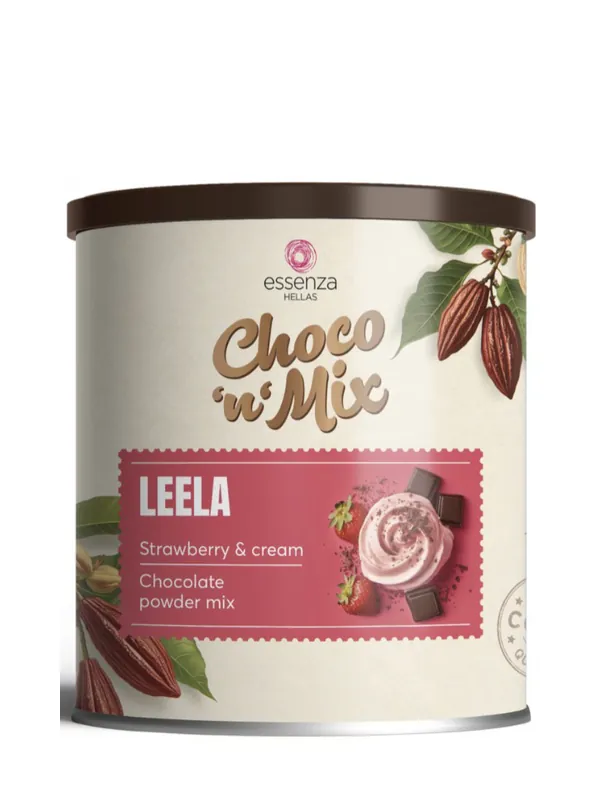 essenza
HELLAS
Choco
‘n‘ Mix
LEELA
Strawberry & cream
Chocolate
powder mix